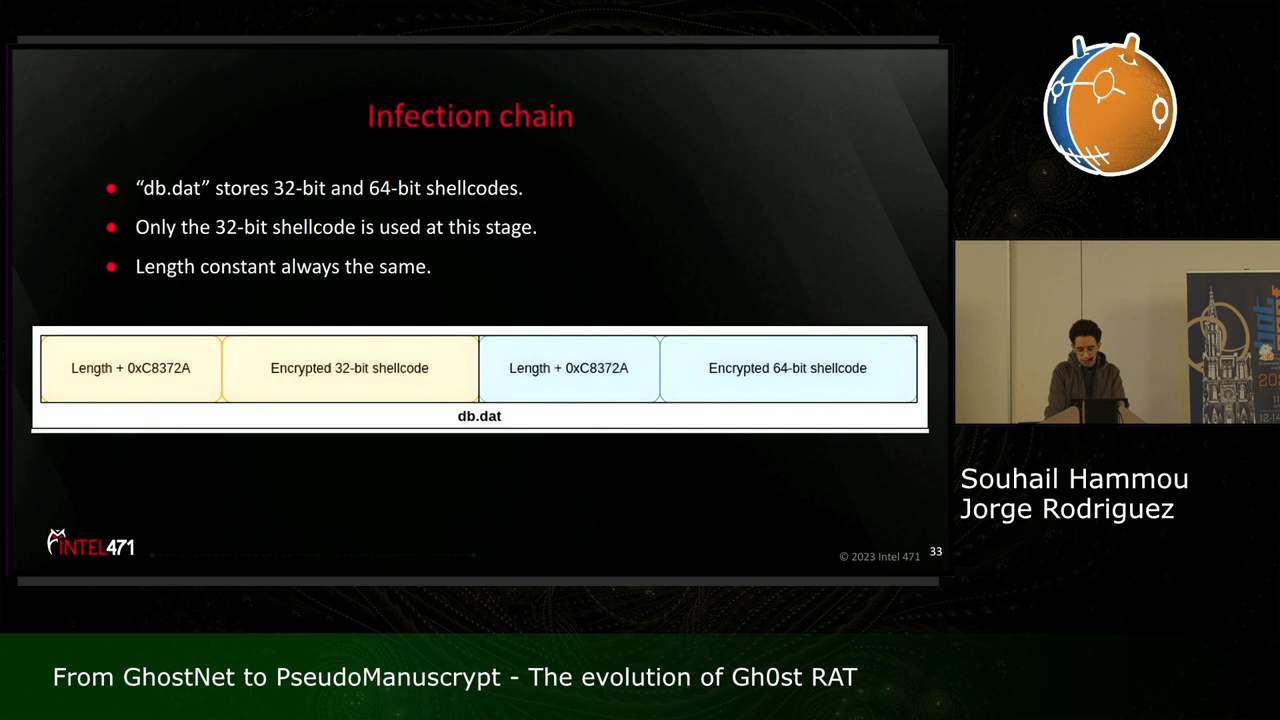 Infection chain
“db.dat” stores 32-bit and 64-bit shellcodes.
Only the 32-bit shellcode is used at this stage.
Length constant always the same.
Length + 0xC8372A
Encrypted 32-bit shellcode
Length + 0xC8372A
Encrypted 64-bit shellcode
db.dat
INTEL471
© 2023 Intel 471
33
Souhail Hammou
Jorge Rodriguez
From GhostNet to PseudoManuscrypt - The evolution of Gh0st RAT